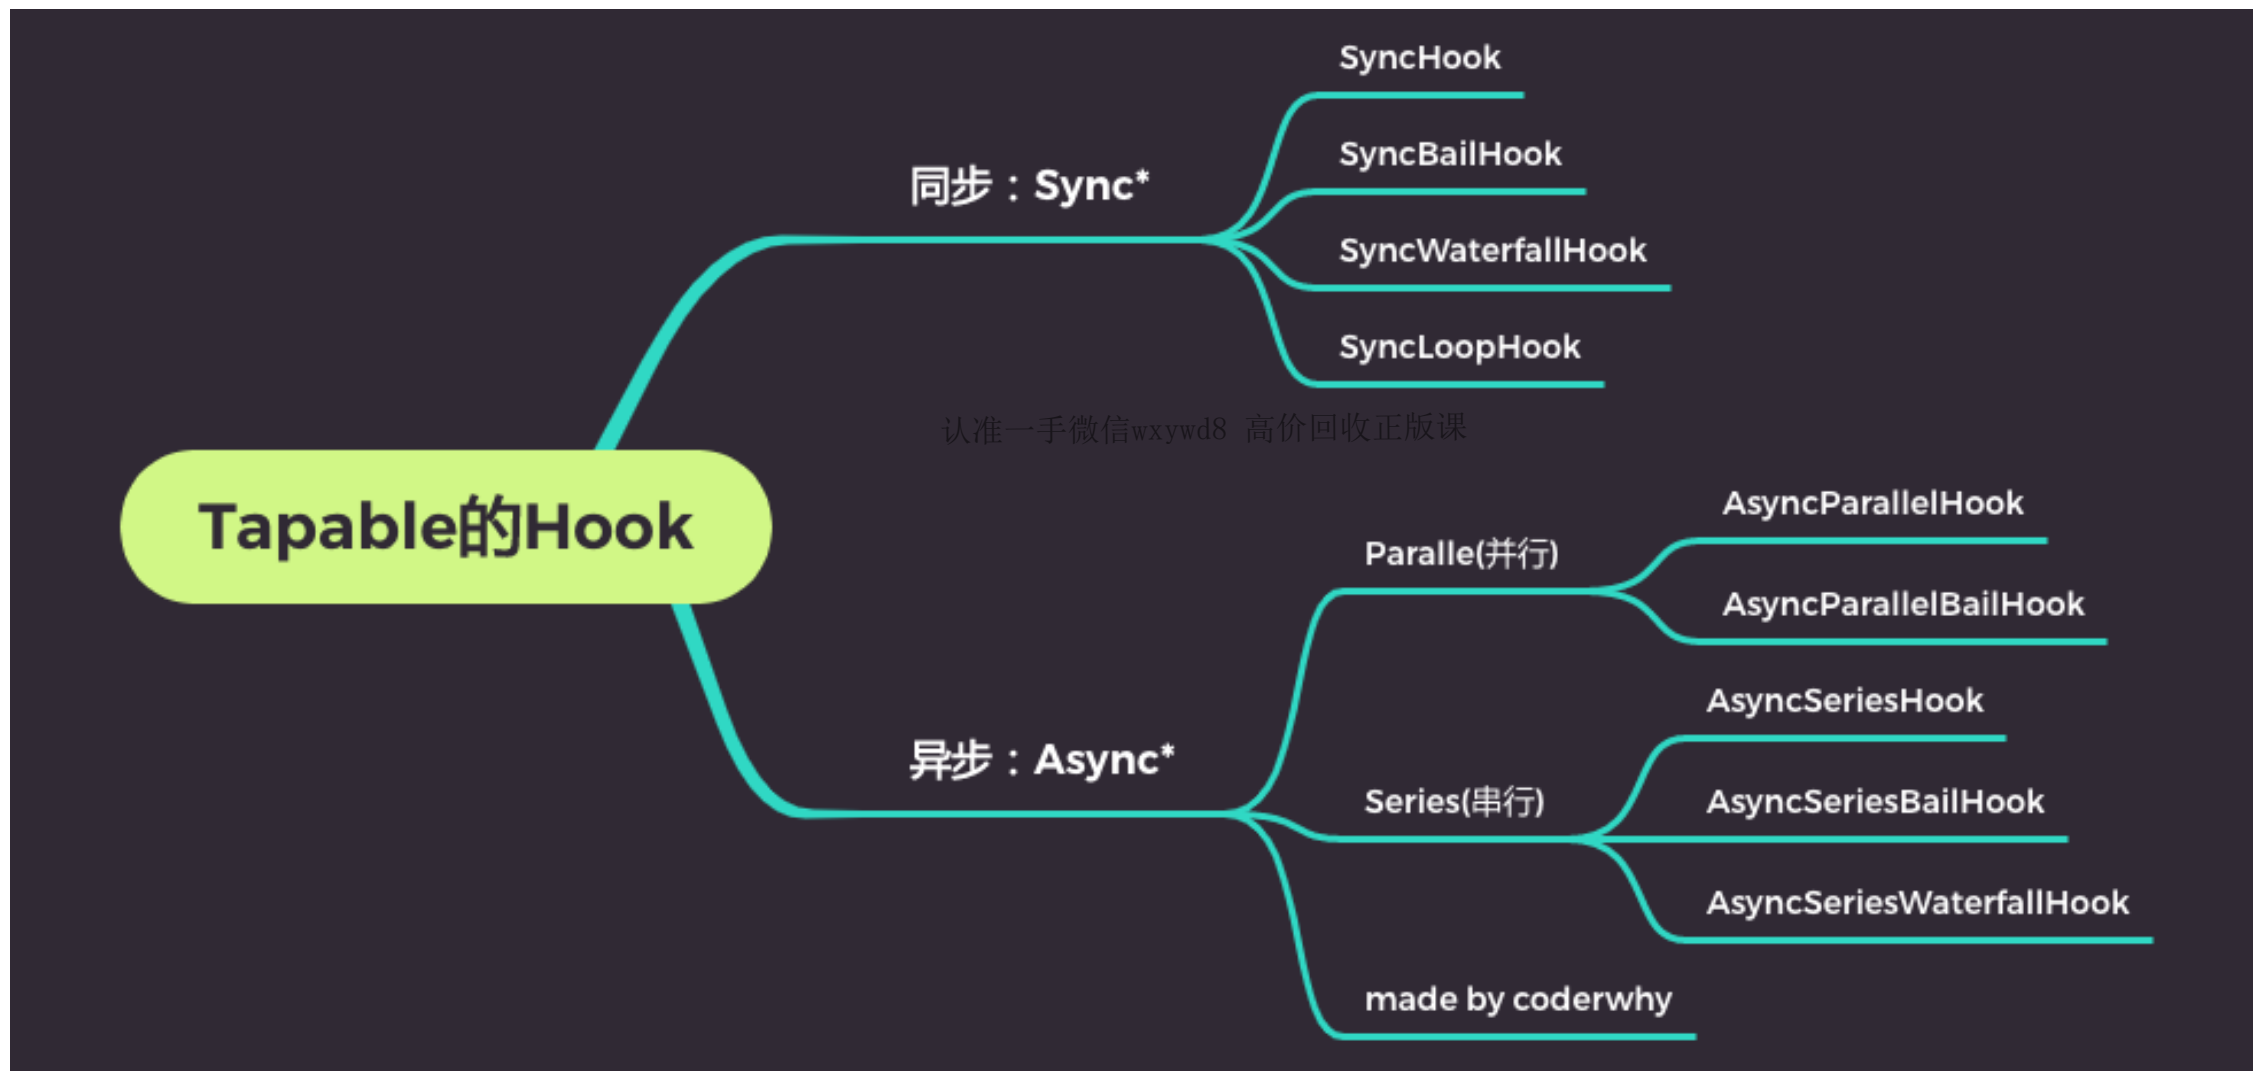 Tapable的Hook
同步：Sync*
SyncHook
SyncBailHook
SyncWaterfallHook
SyncLoopHook
认准一手微信wxywd8 高价回收正版课
异步：Async*
Paralle(并行)
AsyncParallelHook
AsyncParallelBailHook
Series(串行)
AsyncSeriesHook
AsyncSeriesBailHook
AsyncSeriesWaterfallHook
made by coderwhy